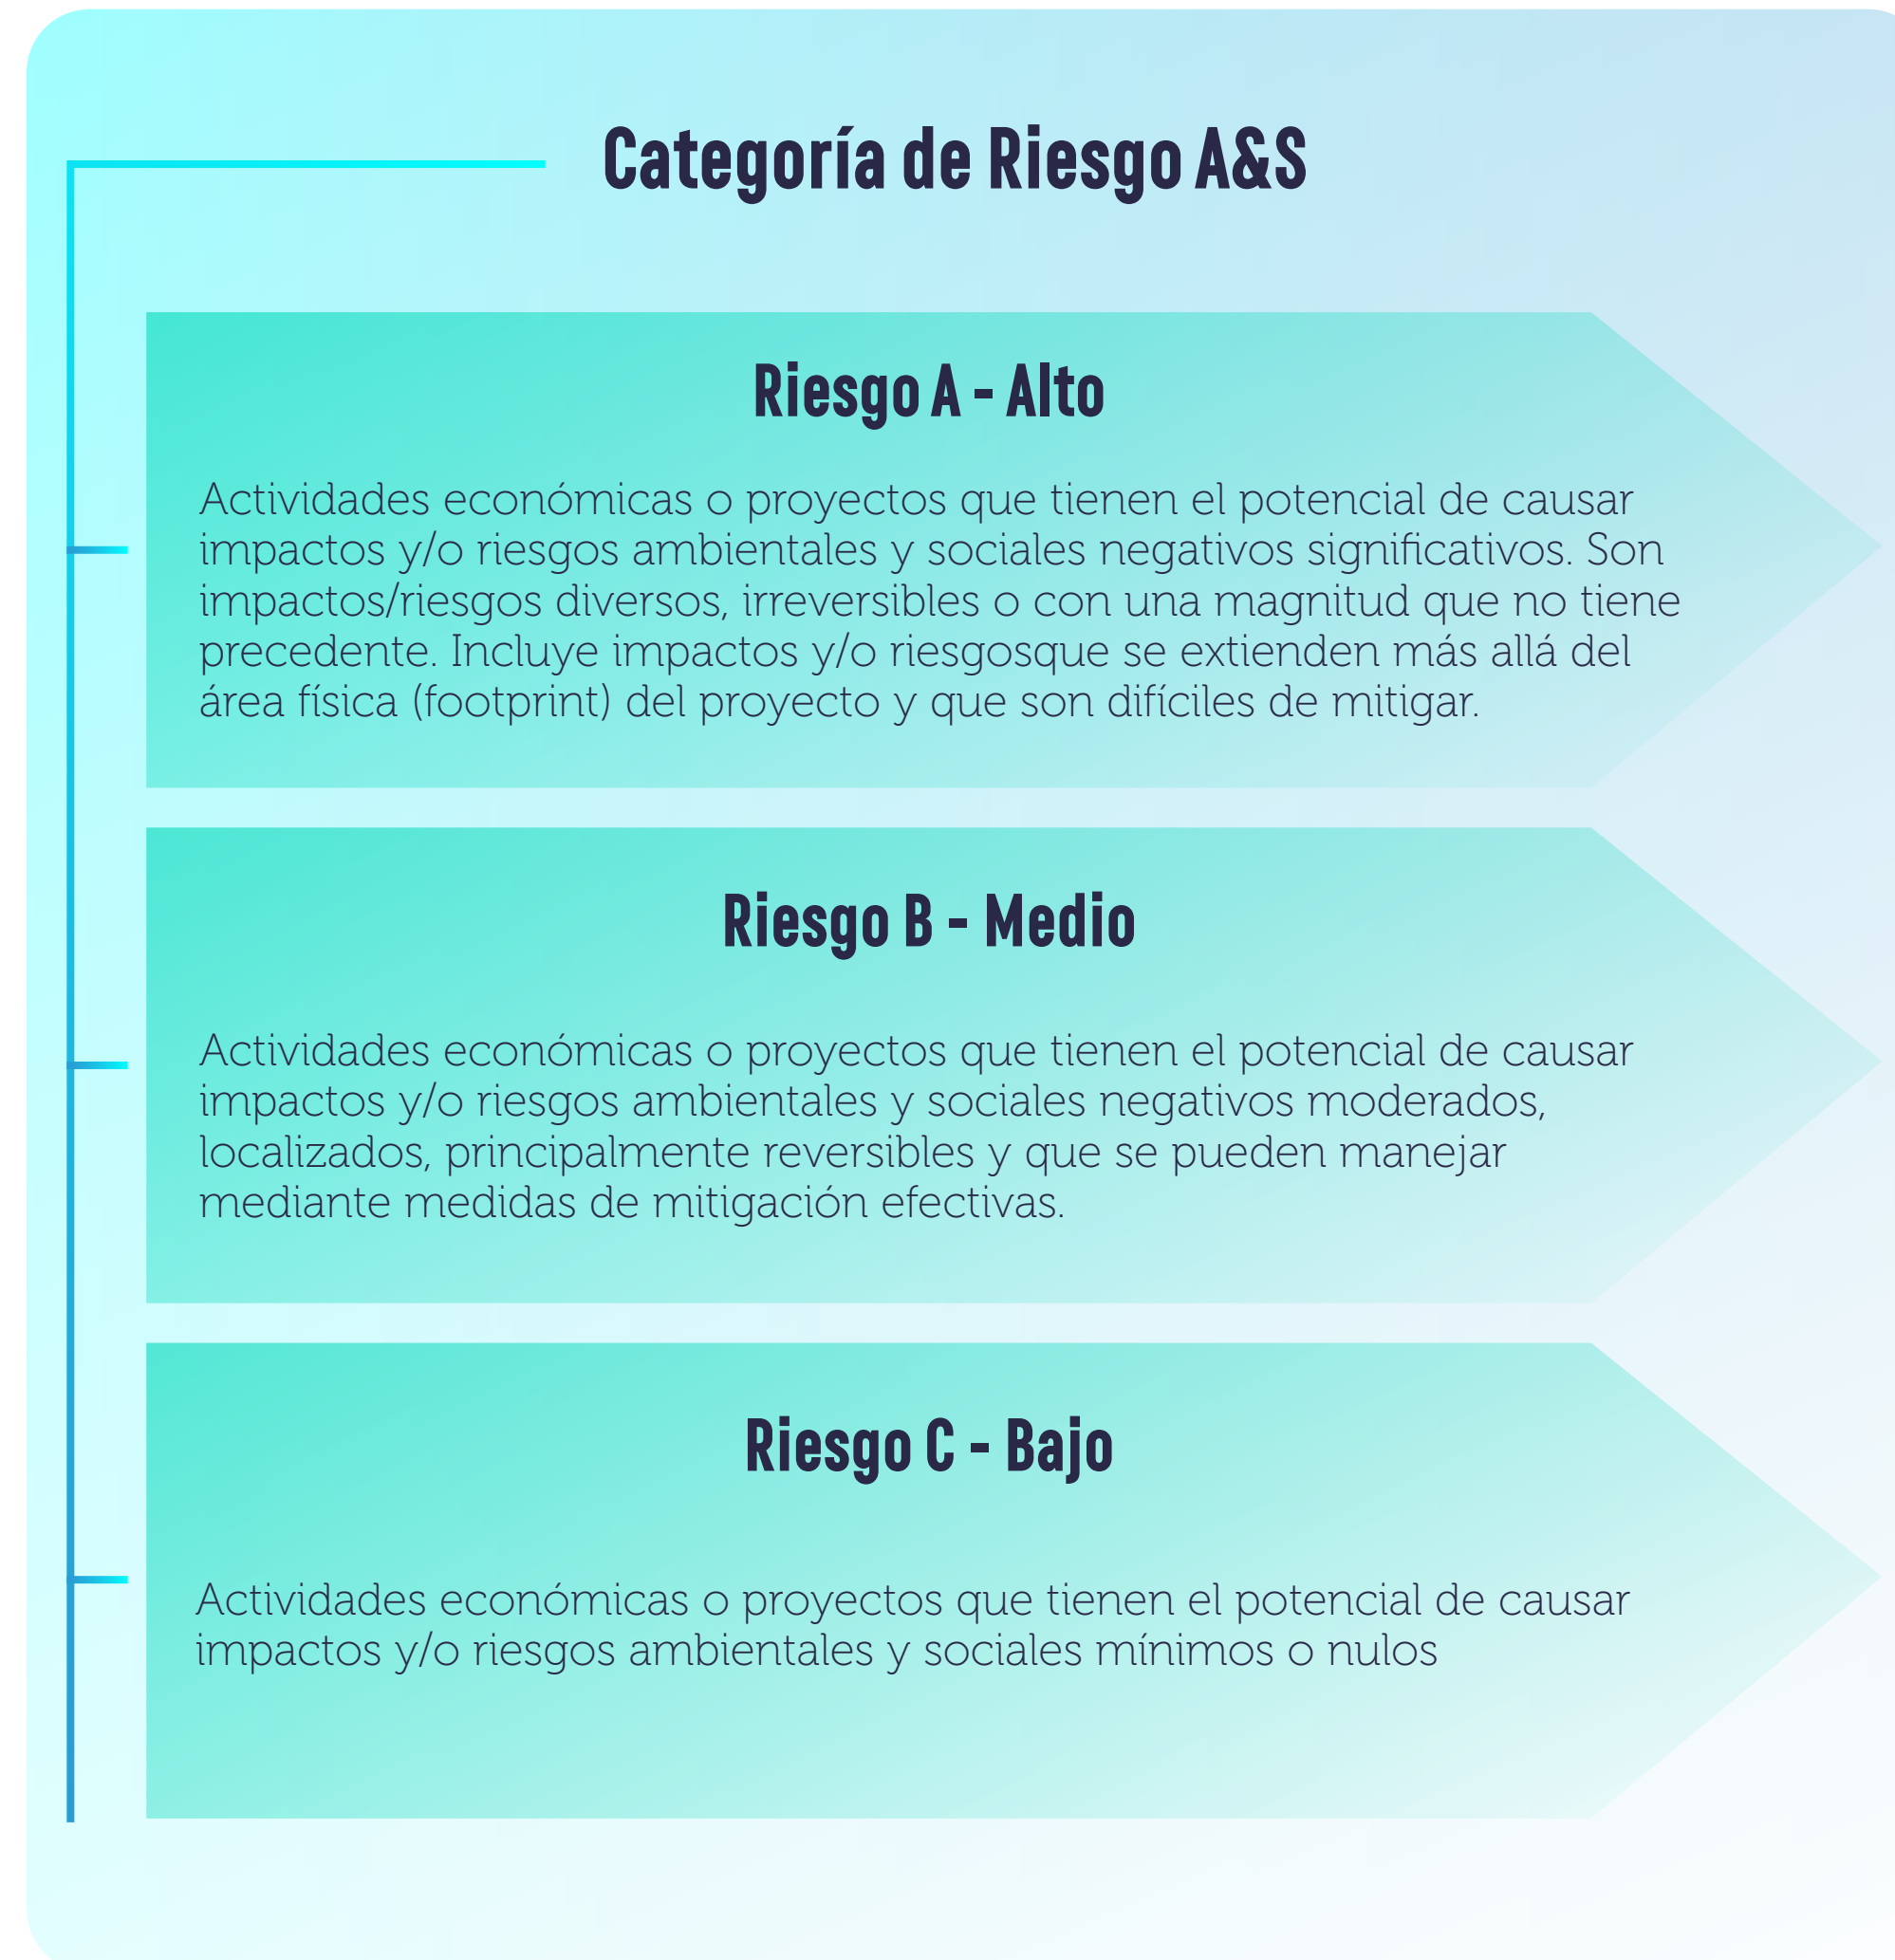 Categoría de Riesgo A&S
Riesgo A - Alto
Actividades económicas o proyectos que tienen el potencial de causar
impactos y/o riesgos ambientales y sociales negativos significativos. Son
impactos/riesgos diversos, irreversibles o con una magnitud que no tiene
precedente. Incluye impactos y/o riesgosque se extienden más allá del
área física (footprint) del proyecto y que son difíciles de mitigar.
Riesgo B - Medio
Actividades económicas o proyectos que tienen el potencial de causar
impactos y/o riesgos ambientales y sociales negativos moderados,
localizados, principalmente reversibles y que se pueden manejar
mediante medidas de mitigación efectivas.
Riesgo C - Bajo
Actividades económicas o proyectos que tienen el potencial de causar
impactos y/o riesgos ambientales y sociales mínimos o nulos